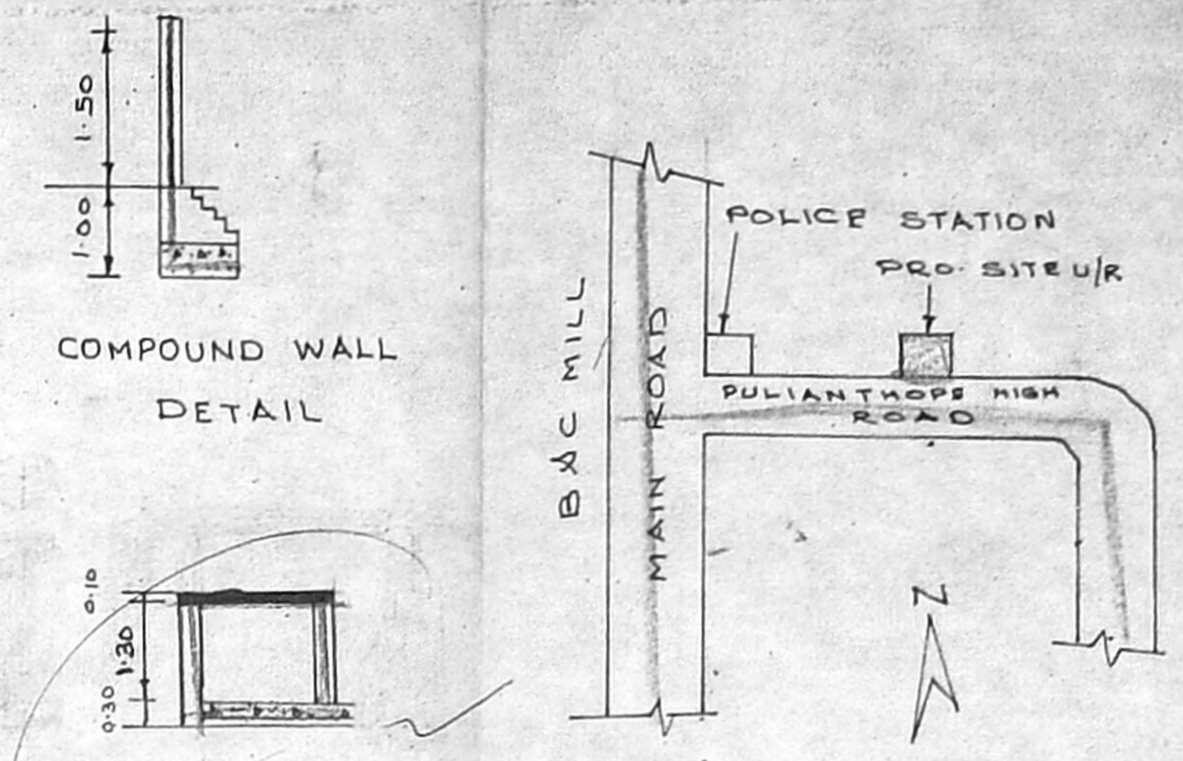 1.50
1.00
COMPOUND WALL
DETAIL
0.10
1.30
0.30
B & C MILL
MAIN ROAD
POLICE STATION
PRO. SITE U/R
PULIANTHOPE HIGH
ROAD
N